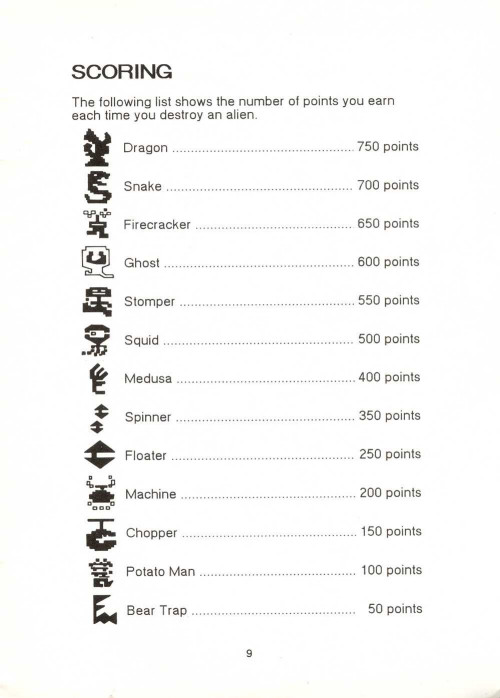 SCORING
The following list shows the number of points you earn
each time you destroy an alien.
Dragon ................................................ 750 points
Snake .................................................. 700 points
Firecracker .......................................... 650 points
Ghost ................................................... 600 points
Stomper ............................................... 550 points
Squid ................................................... 500 points
Medusa ................................................ 400 points
Spinner ................................................ 350 points
Floater ................................................. 250 points
Machine ............................................... 200 points
Chopper ............................................... 150 points
Potato Man .......................................... 100 points
Bear Trap ............................................ 50 points
9